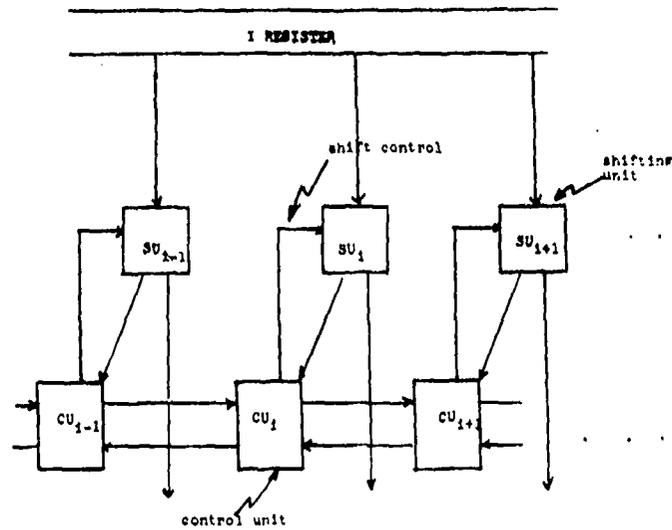 I REGISTER
shift control
shifting
unit
SU i-1
SU i
SU i+1
CU i-1
CU i
CU i+1
control unit